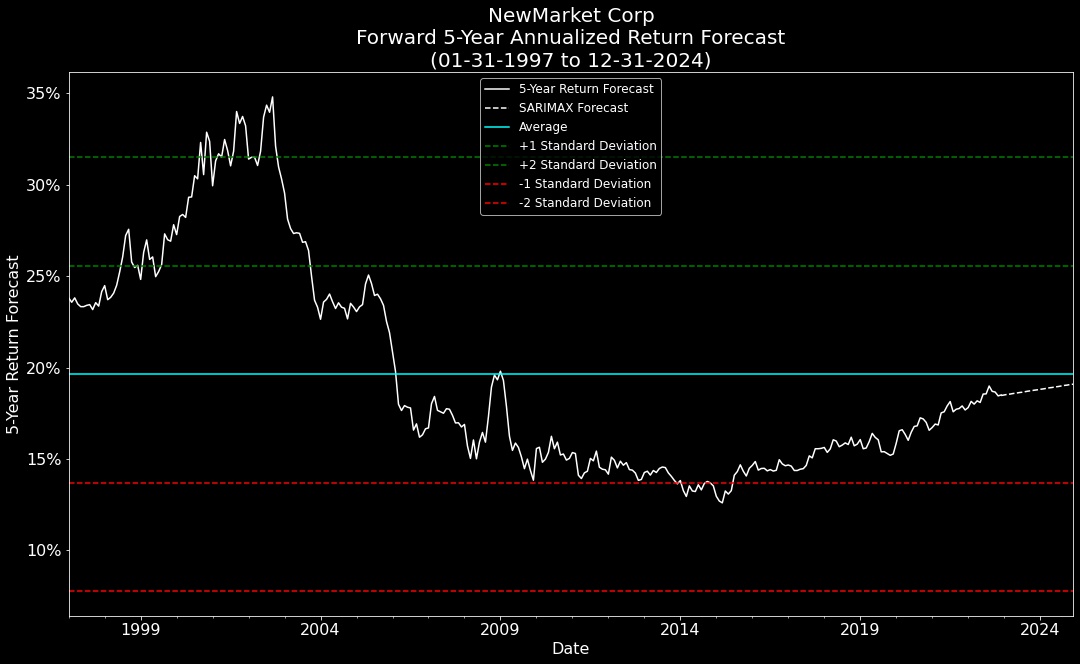 NewMarket Corp
Forward 5-Year Annualized Return Forecast
(01-31-1997 to 12-31-2024)
5-Year Return Forecast
SARIMAX Forecast
Average
+1 Standard Deviation
+2 Standard Deviation
-1 Standard Deviation
-2 Standard Deviation
5-Year Return Forecast
35%
30%
25%
20%
15%
10%
1999
2004
2009
2014
2019
2024
Date